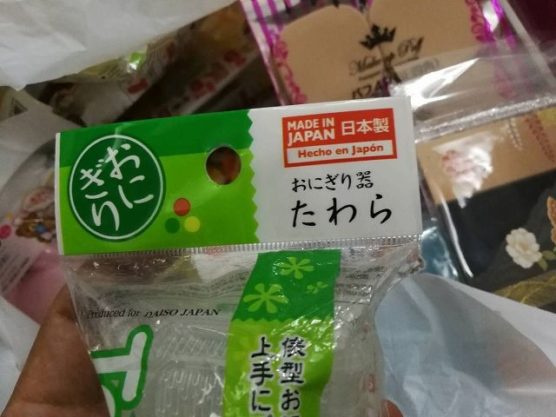 おに
ぎり
MADE IN
JAPAN
日本製
Hecho en Japón
おにぎり器
たわら
Produced for DAISO JAPAN
俵型お
上手に